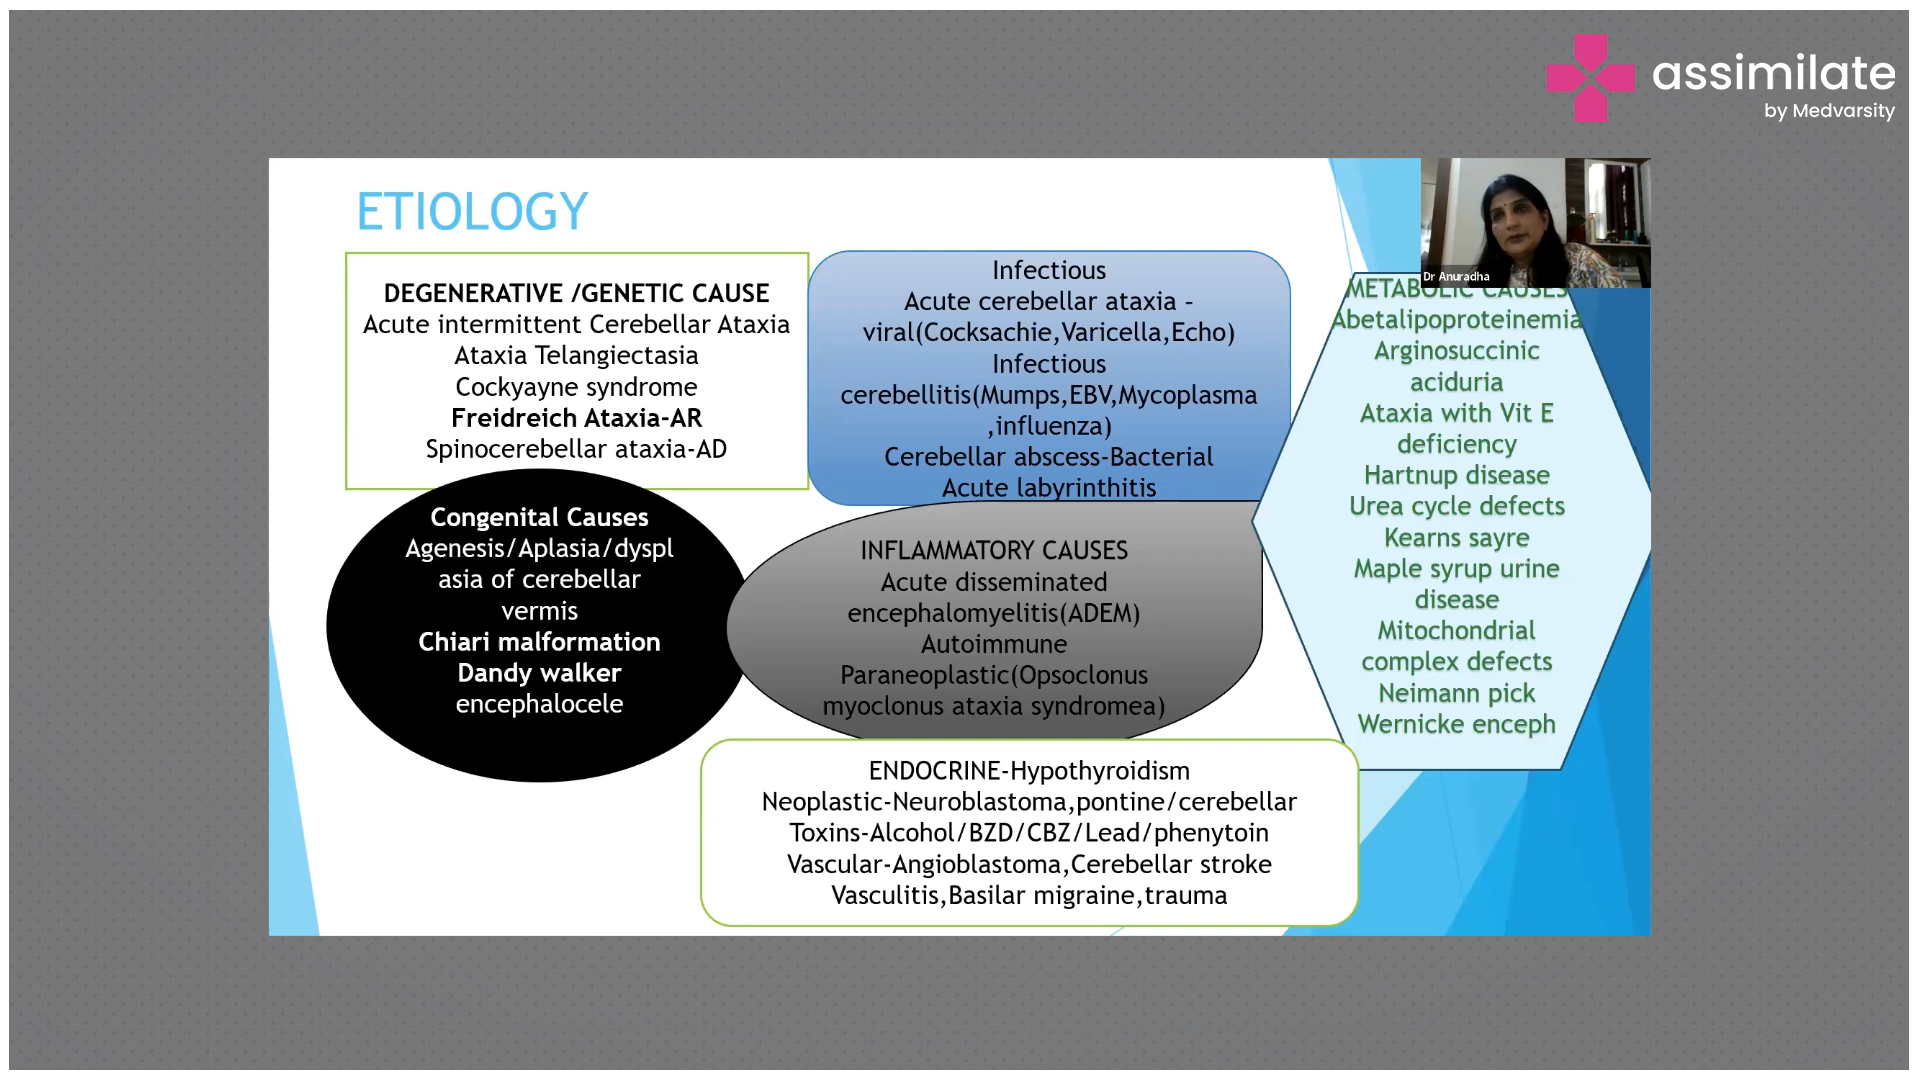 assimilate
by Medvarsity
ETIOLOGY
DEGENERATIVE /GENETIC CAUSE
Acute intermittent Cerebellar Ataxia
Ataxia Telangiectasia
Cockyayne syndrome
Freidreich Ataxia-AR
Spinocerebellar ataxia-AD
Infectious
Acute cerebellar ataxia –
viral(Cocksachie,Varicella,Echo)
Infectious
cerebellitis(Mumps,EBV,Mycoplasma
,influenza)
Cerebellar abscess-Bacterial
Acute labyrinthitis
Dr Anuradha
METABOLIC CAUSES
Abetalipoproteinemia
Arginosuccinic
aciduria
Ataxia with Vit E
deficiency
Hartnup disease
Urea cycle defects
Kearns sayre
Maple syrup urine
disease
Mitochondrial
complex defects
Neimann pick
Wernicke enceph
Congenital Causes
Agenesis/Aplasia/dyspl
asia of cerebellar
vermis
Chiari malformation
Dandy walker
encephalocele
INFLAMMATORY CAUSES
Acute disseminated
encephalomyelitis(ADEM)
Autoimmune
Paraneoplastic(Opsoclonus
myoclonus ataxia syndromea)
ENDOCRINE-Hypothyroidism
Neoplastic-Neuroblastoma,pontine/cerebellar
Toxins-Alcohol/BZD/CBZ/Lead/phenytoin
Vascular-Angioblastoma,Cerebellar stroke
Vasculitis,Basilar migraine,trauma